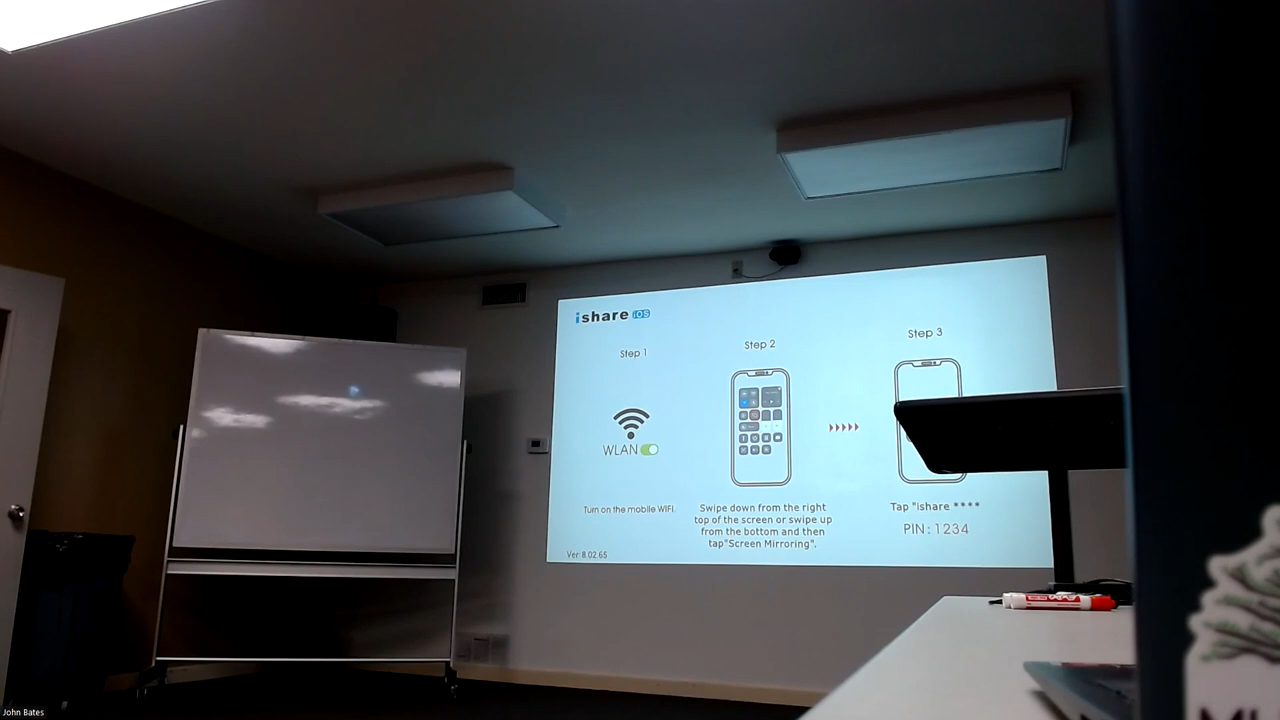 ishare iOS
Step 1
Step 2
Step 3
WLAN
Turn on the mobile WIFI.
Swipe down from the right
top of the screen or swipe up
from the bottom and then
tap"Screen Mirroring".
Tap "Ishare ****
PIN: 1234
Ver 8.02.65
John Bates